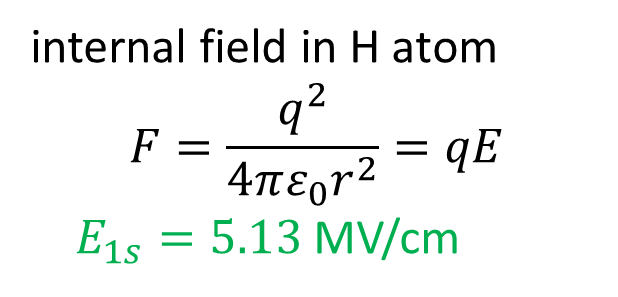 internal field in H atom
F = q² / 4πε₀r² = qE
E₁ₛ = 5.13 MV/cm